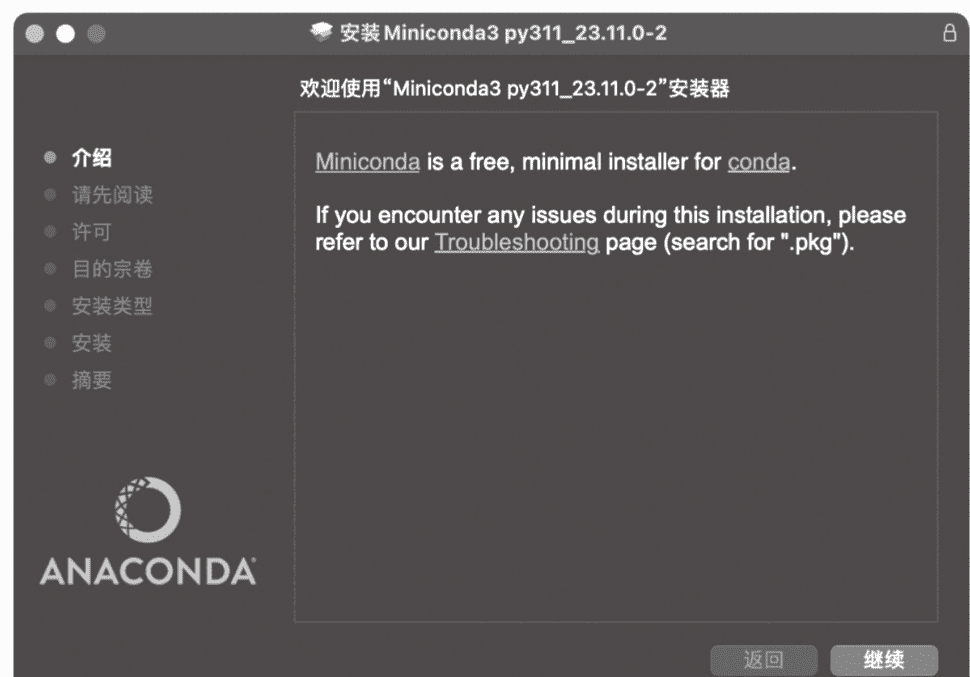 安装Miniconda3 py311_23.11.0-2
欢迎使用“Miniconda3 py311_23.11.0-2”安装器
介绍
请先阅读
许可
目的宗卷
安装类型
安装
摘要
Miniconda is a free, minimal installer for conda.
If you encounter any issues during this installation, please
refer to our Troubleshooting page (search for ".pkg").
ANACONDA®
返回
继续